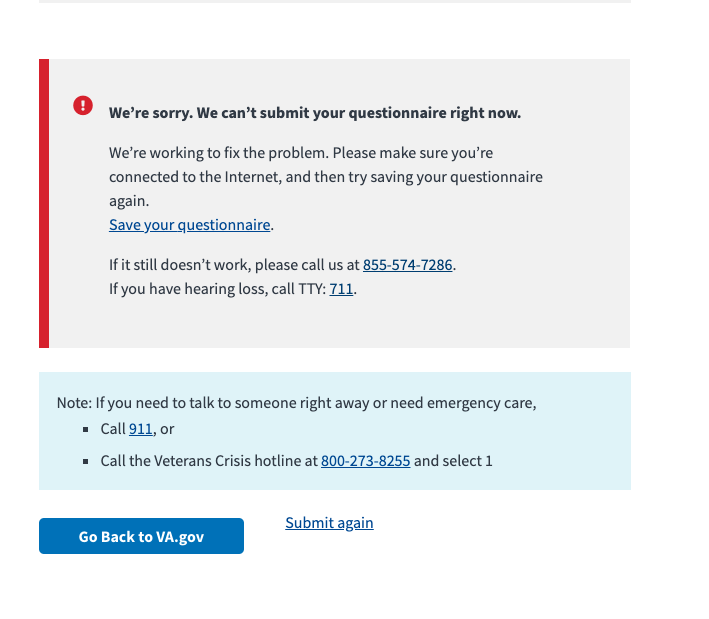 We’re sorry. We can’t submit your questionnaire right now.
We’re working to fix the problem. Please make sure you’re
connected to the Internet, and then try saving your questionnaire
again.
Save your questionnaire.
If it still doesn’t work, please call us at 855-574-7286.
If you have hearing loss, call TTY: 711.
Note: If you need to talk to someone right away or need emergency care,
▪ Call 911, or
▪ Call the Veterans Crisis hotline at 800-273-8255 and select 1
Go Back to VA.gov
Submit again